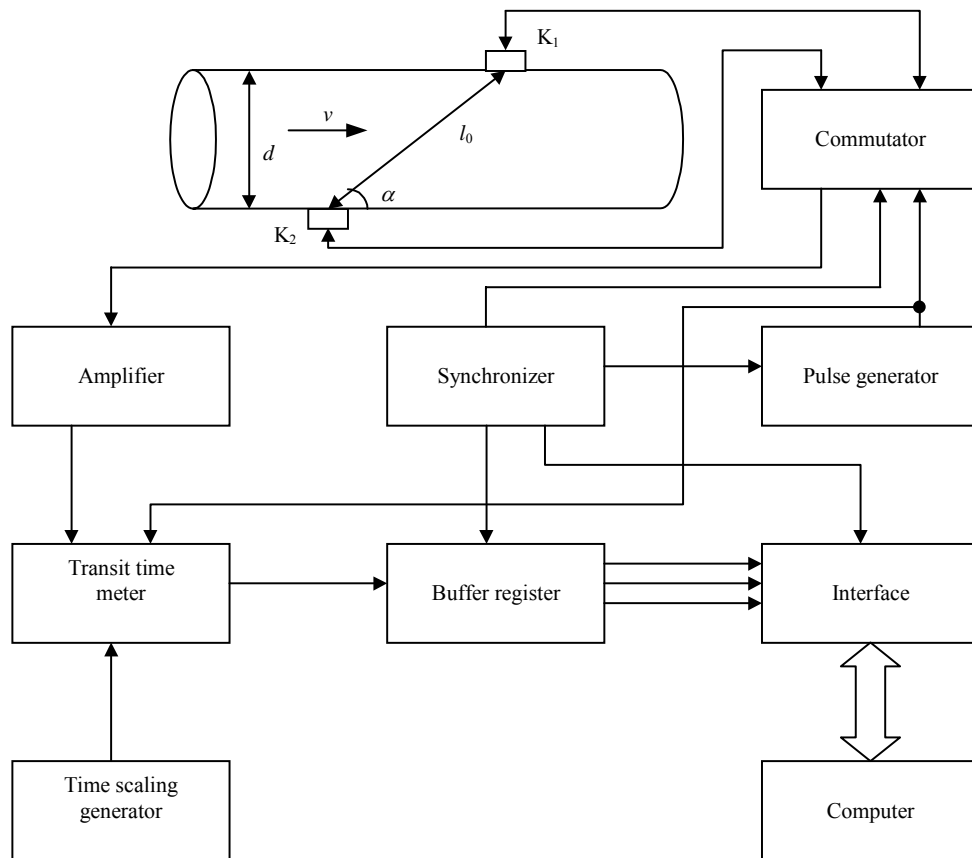 K₁
v
d
l₀
α
K₂
Commutator
Amplifier
Synchronizer
Pulse generator
Transit time
meter
Buffer register
Interface
Time scaling
generator
Computer